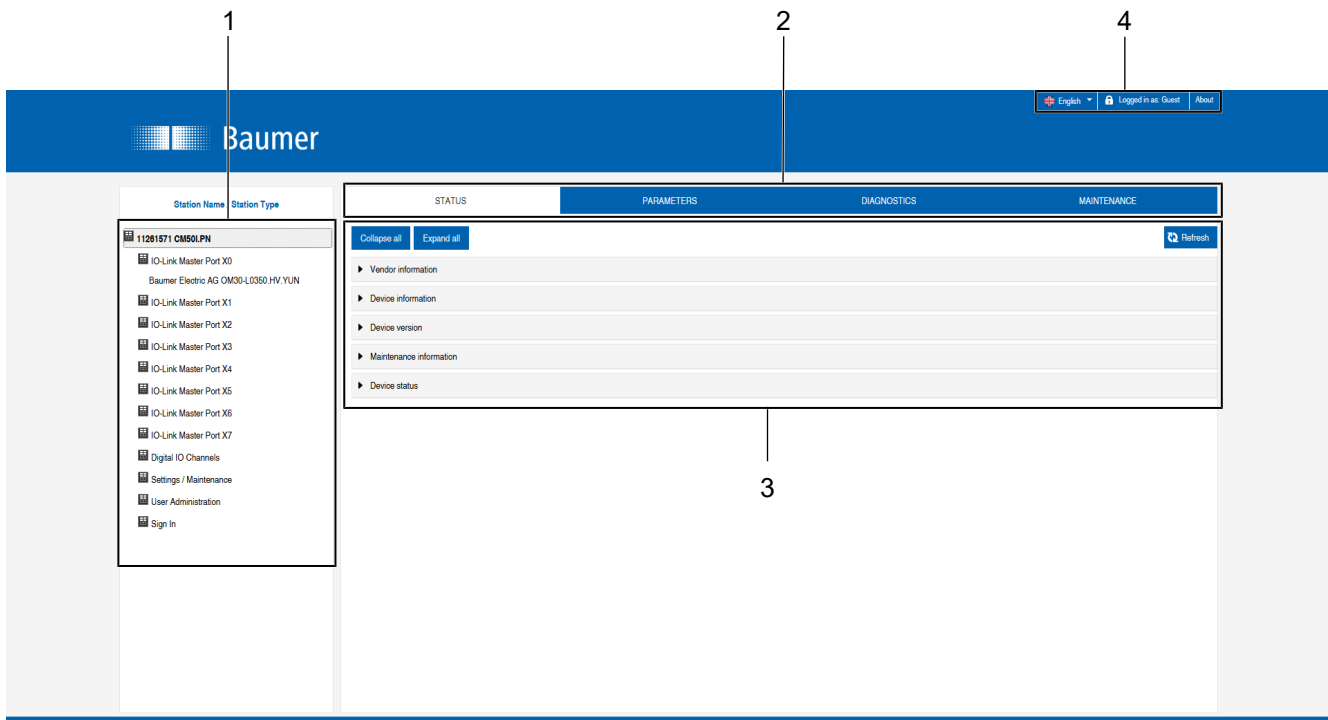 1
2
4
English
Logged in as: Guest
About
Baumer
Station Name Station Type
STATUS
PARAMETERS
DIAGNOSTICS
MAINTENANCE
11261571 CM50I.PN
IO-Link Master Port X0
Baumer Electric AG OM30-L0350.HV.YUN
IO-Link Master Port X1
IO-Link Master Port X2
IO-Link Master Port X3
IO-Link Master Port X4
IO-Link Master Port X5
IO-Link Master Port X6
IO-Link Master Port X7
Digital IO Channels
Settings / Maintenance
User Administration
Sign In
Collapse all
Expand all
Refresh
Vendor information
Device information
Device version
Maintenance information
Device status
3